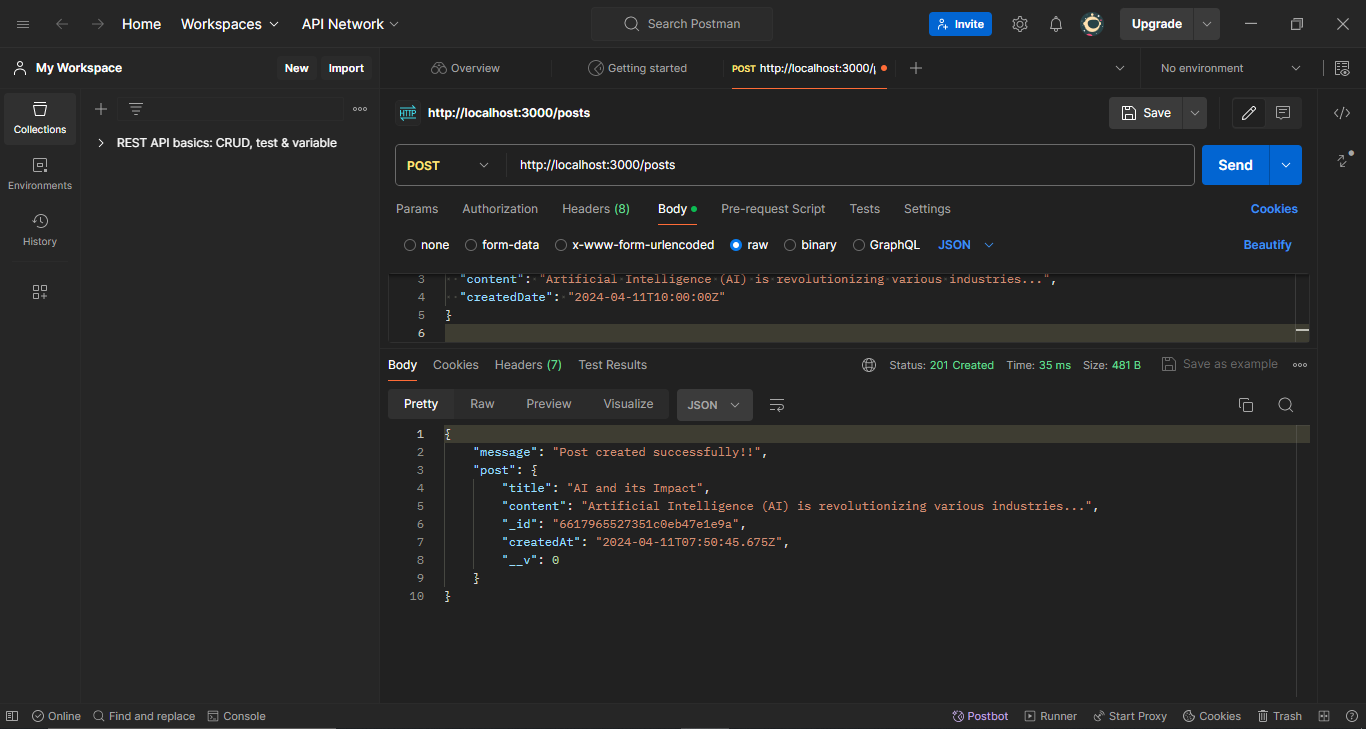 Home Workspaces API Network Search Postman Invite Upgrade
My Workspace New Import Overview Getting started POST http://localhost:3000/p No environment
Collections
Environments
History
REST API basics: CRUD, test & variable
HTTP http://localhost:3000/posts Save
POST http://localhost:3000/posts Send
Params Authorization Headers (8) Body Pre-request Script Tests Settings Cookies
none form-data x-www-form-urlencoded raw binary GraphQL JSON Beautify
3 "content": "Artificial Intelligence (AI) is revolutionizing various industries...",
4 "createdDate": "2024-04-11T10:00:00Z"
5 }
6
Body Cookies Headers (7) Test Results Status: 201 Created Time: 35 ms Size: 481 B Save as example
Pretty Raw Preview Visualize JSON
1 {
2 "message": "Post created successfully!!",
3 "post": {
4 "title": "AI and its Impact",
5 "content": "Artificial Intelligence (AI) is revolutionizing various industries...",
6 "_id": "6617965527351c0eb47e1e9a",
7 "createdAt": "2024-04-11T07:50:45.675Z",
8 "__v": 0
9 }
10 }
Online Find and replace Console Postbot Runner Start Proxy Cookies Trash